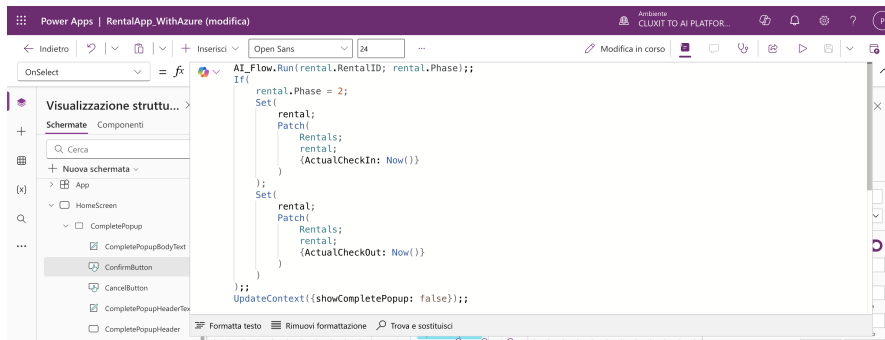 Power Apps | RentalApp_WithAzure (modifica)
Ambiente
CLUXIT TO AI PLATFOR...
Indietro
Inserisci
Open Sans
24
...
Modifica in corso
OnSelect
= fx
AI_Flow.Run(rental.RentalID; rental.Phase);;
If(
rental.Phase = 2;
Set(
rental;
Patch(
Rentals;
rental;
{ActualCheckIn: Now()}
)
);
Set(
rental;
Patch(
Rentals;
rental;
{ActualCheckOut: Now()}
)
)
);;
UpdateContext({showCompletePopup: false});;
Visualizzazione struttu...
Schermate Componenti
Cerca
Nuova schermata
App
HomeScreen
CompletePopup
CompletePopupBodyText
ConfirmButton
CancelButton
CompletePopupHeaderTex
CompletePopupHeader
Formatta testo
Rimuovi formattazione
Trova e sostituisci